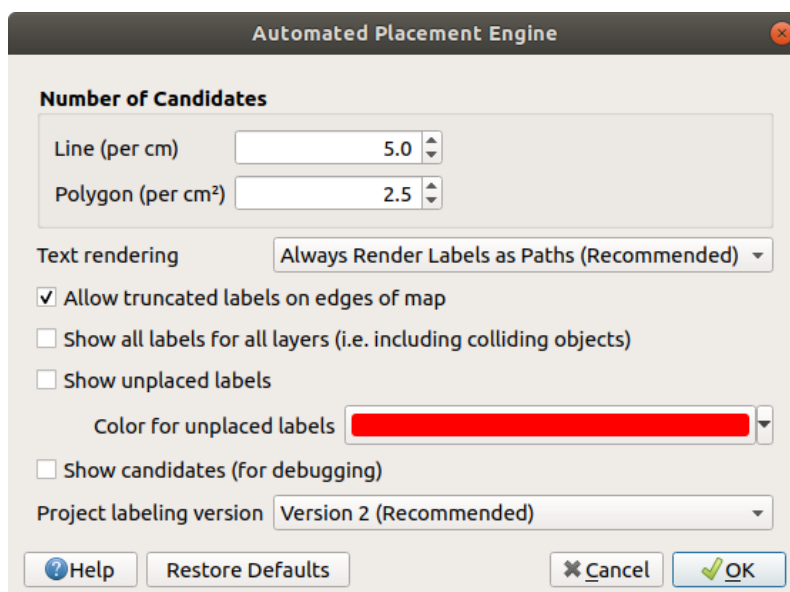 Automated Placement Engine
Number of Candidates
Line (per cm) 5.0
Polygon (per cm²) 2.5
Text rendering Always Render Labels as Paths (Recommended)
Allow truncated labels on edges of map
Show all labels for all layers (i.e. including colliding objects)
Show unplaced labels
Color for unplaced labels
Show candidates (for debugging)
Project labeling version Version 2 (Recommended)
Help Restore Defaults Cancel OK